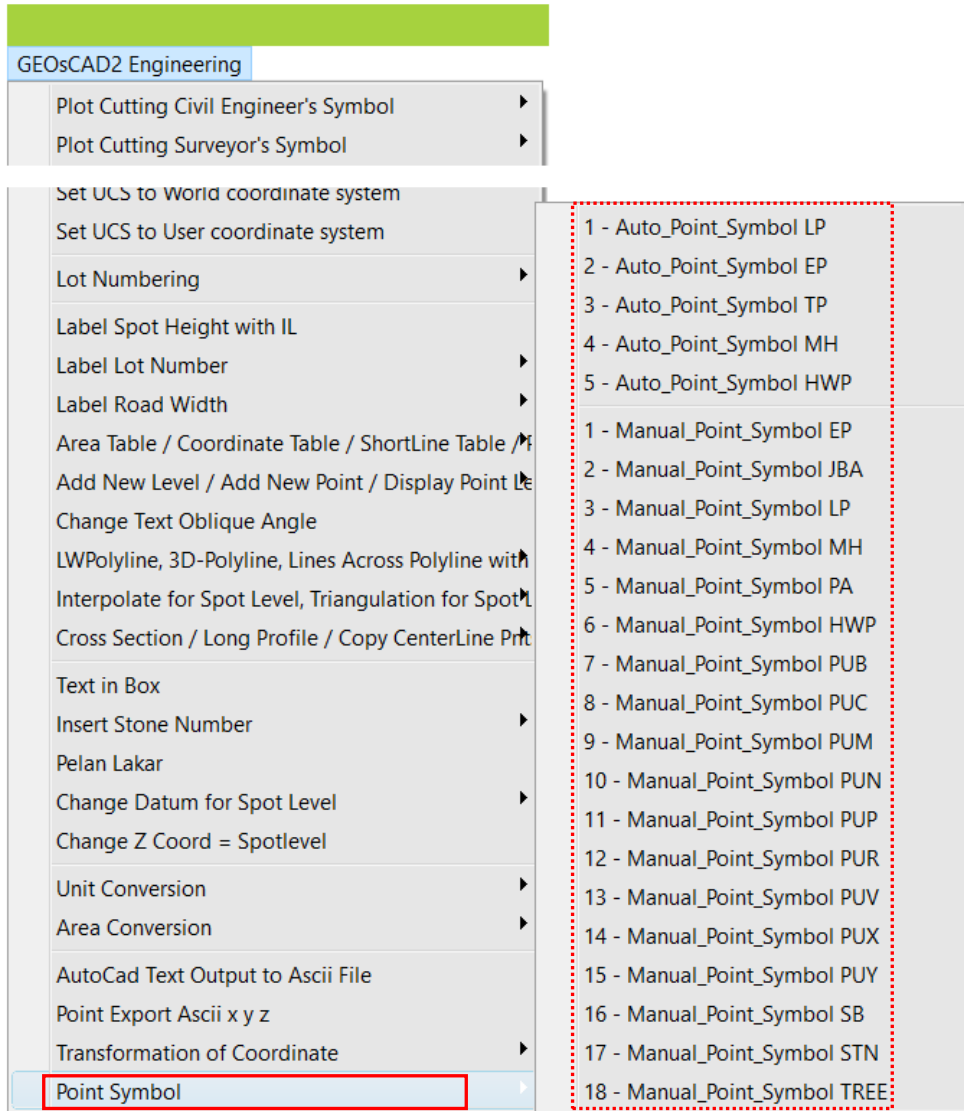 GEOsCAD2 Engineering
Plot Cutting Civil Engineer's Symbol
Plot Cutting Surveyor's Symbol
Set UCS to World coordinate system
Set UCS to User coordinate system
Lot Numbering
Label Spot Height with IL
Label Lot Number
Label Road Width
Area Table / Coordinate Table / ShortLine Table /
Add New Level / Add New Point / Display Point
Change Text Oblique Angle
LWPolyline, 3D-Polyline, Lines Across Polyline with
Interpolate for Spot Level, Triangulation for Spot
Cross Section / Long Profile / Copy CenterLine
Text in Box
Insert Stone Number
Pelan Lakar
Change Datum for Spot Level
Change Z Coord = Spotlevel
Unit Conversion
Area Conversion
AutoCad Text Output to Ascii File
Point Export Ascii x y z
Transformation of Coordinate
Point Symbol
1 - Auto_Point_Symbol LP
2 - Auto_Point_Symbol EP
3 - Auto_Point_Symbol TP
4 - Auto_Point_Symbol MH
5 - Auto_Point_Symbol HWP
1 - Manual_Point_Symbol EP
2 - Manual_Point_Symbol JBA
3 - Manual_Point_Symbol LP
4 - Manual_Point_Symbol MH
5 - Manual_Point_Symbol PA
6 - Manual_Point_Symbol HWP
7 - Manual_Point_Symbol PUB
8 - Manual_Point_Symbol PUC
9 - Manual_Point_Symbol PUM
10 - Manual_Point_Symbol PUN
11 - Manual_Point_Symbol PUP
12 - Manual_Point_Symbol PUR
13 - Manual_Point_Symbol PUV
14 - Manual_Point_Symbol PUX
15 - Manual_Point_Symbol PUY
16 - Manual_Point_Symbol SB
17 - Manual_Point_Symbol STN
18 - Manual_Point_Symbol TREE